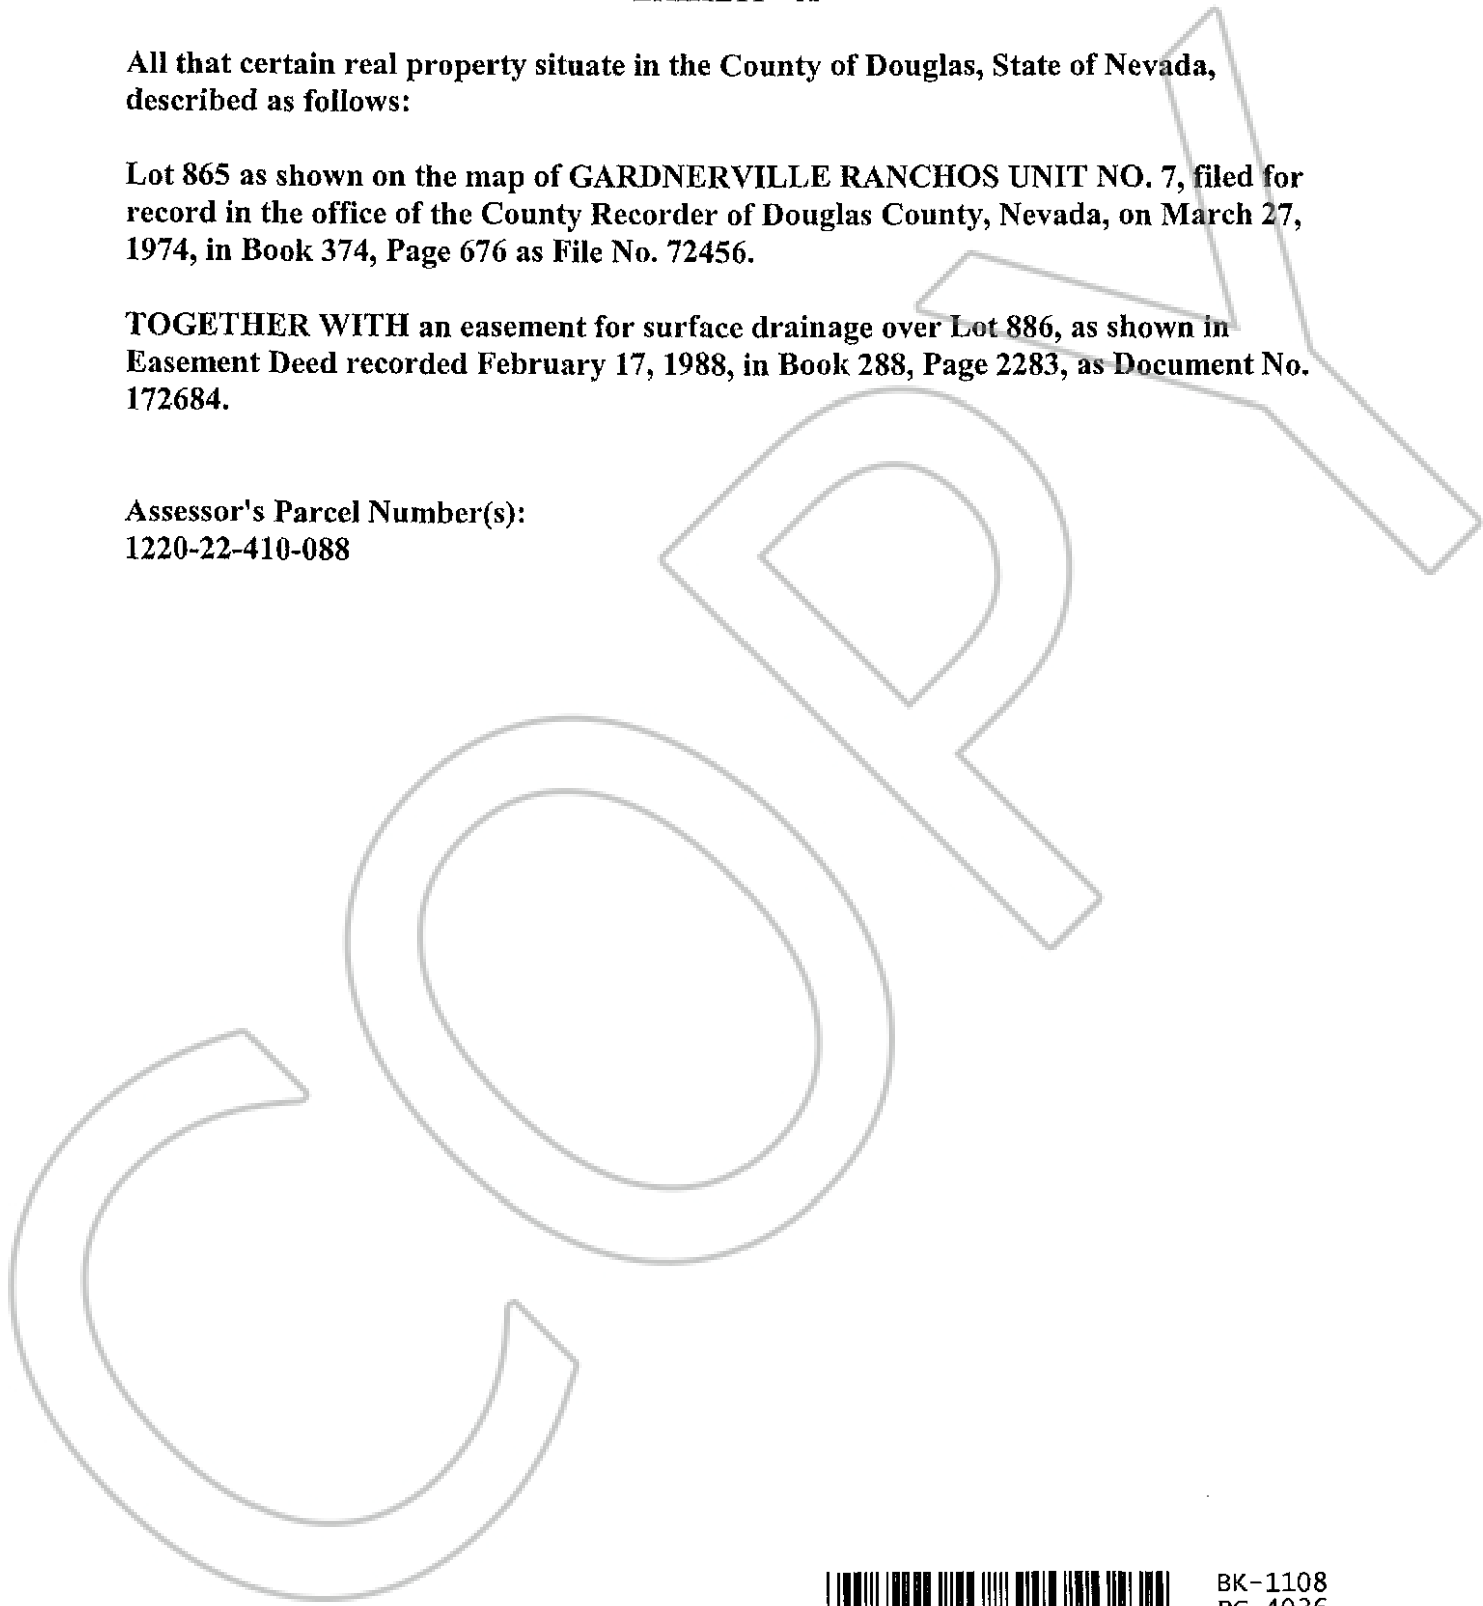 All that certain real property situate in the County of Douglas, State of Nevada,
described as follows:
Lot 865 as shown on the map of GARDNERVILLE RANCHOS UNIT NO. 7, filed for
record in the office of the County Recorder of Douglas County, Nevada, on March 27,
1974, in Book 374, Page 676 as File No. 72456.
TOGETHER WITH an easement for surface drainage over Lot 886, as shown in
Easement Deed recorded February 17, 1988, in Book 288, Page 2283, as Document No.
172684.
Assessor's Parcel Number(s):
1220-22-410-088
COPY
BK-1108